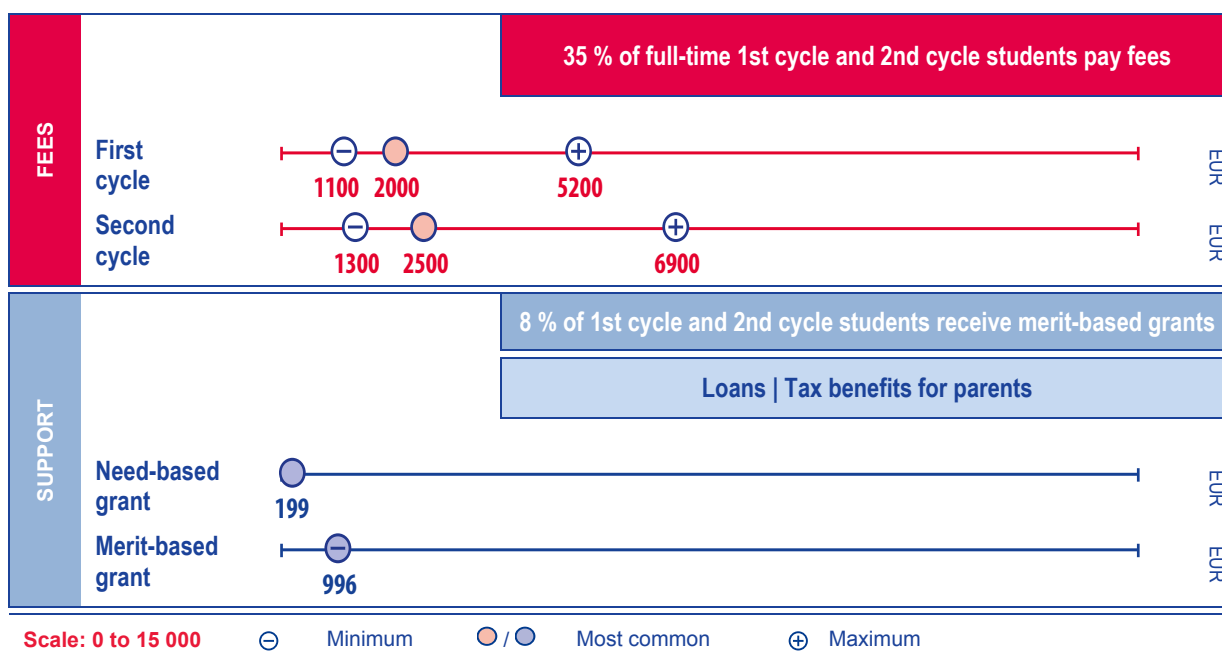 35 % of full-time 1st cycle and 2nd cycle students pay fees
FEES
First
cycle
1100 2000 5200
EUR
Second
cycle
1300 2500 6900
EUR
8 % of 1st cycle and 2nd cycle students receive merit-based grants
Loans | Tax benefits for parents
SUPPORT
Need-based
grant
199
EUR
Merit-based
grant
996
EUR
Scale: 0 to 15 000 Minimum / Most common Maximum